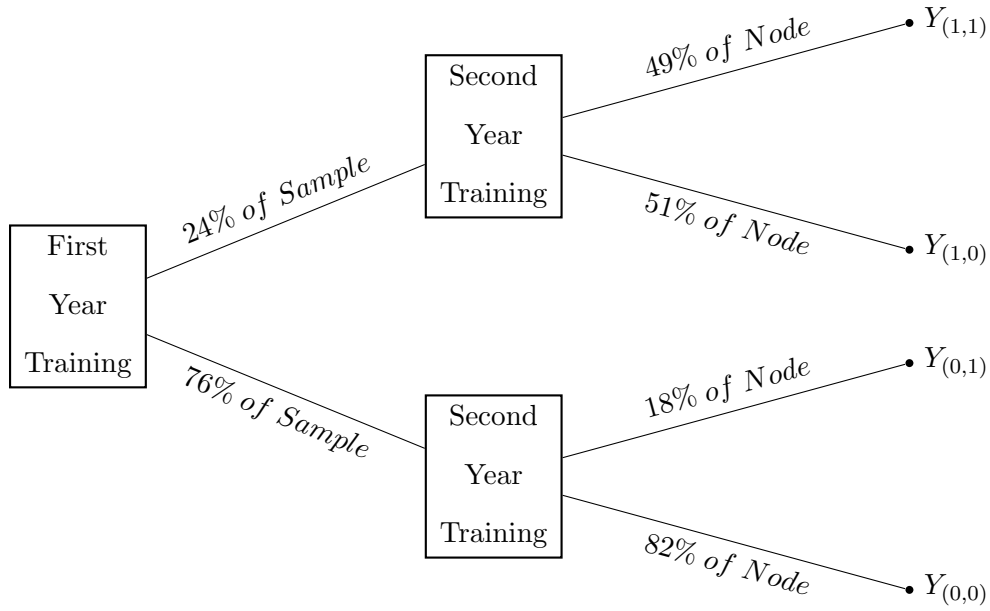 First
Year
Training
24% of Sample
76% of Sample
Second
Year
Training
49% of Node
51% of Node
Y(1,1)
Y(1,0)
Second
Year
Training
18% of Node
82% of Node
Y(0,1)
Y(0,0)